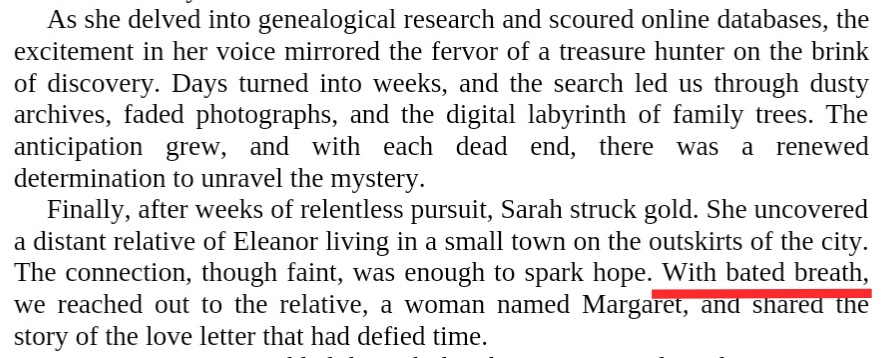 As she delved into genealogical research and scoured online databases, the
excitement in her voice mirrored the fervor of a treasure hunter on the brink
of discovery. Days turned into weeks, and the search led us through dusty
archives, faded photographs, and the digital labyrinth of family trees. The
anticipation grew, and with each dead end, there was a renewed
determination to unravel the mystery.
Finally, after weeks of relentless pursuit, Sarah struck gold. She uncovered
a distant relative of Eleanor living in a small town on the outskirts of the city.
The connection, though faint, was enough to spark hope. With bated breath,
we reached out to the relative, a woman named Margaret, and shared the
story of the love letter that had defied time.